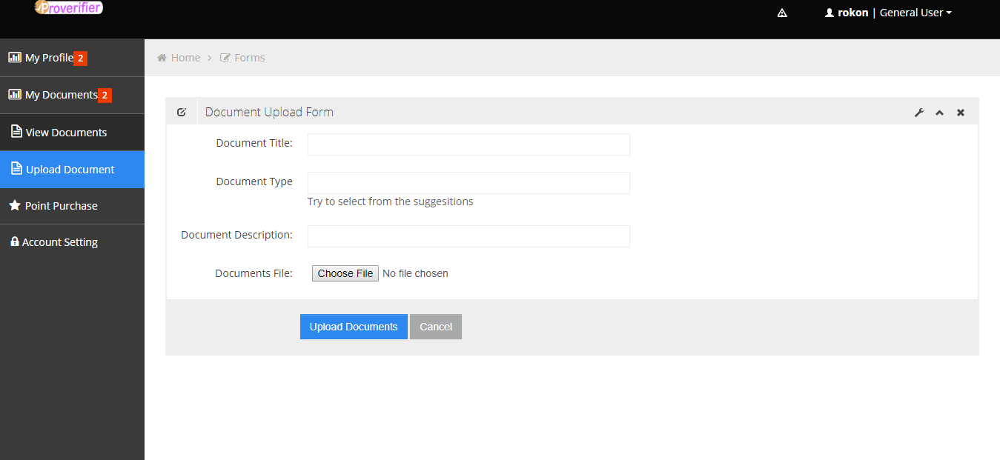 Proverifier
rokon | General User
My Profile 2
Home > Forms
My Documents 2
View Documents
Upload Document
Point Purchase
Account Setting
Document Upload Form
Document Title:
Document Type
Try to select from the suggesitions
Document Description:
Documents File: Choose File No file chosen
Upload Documents Cancel